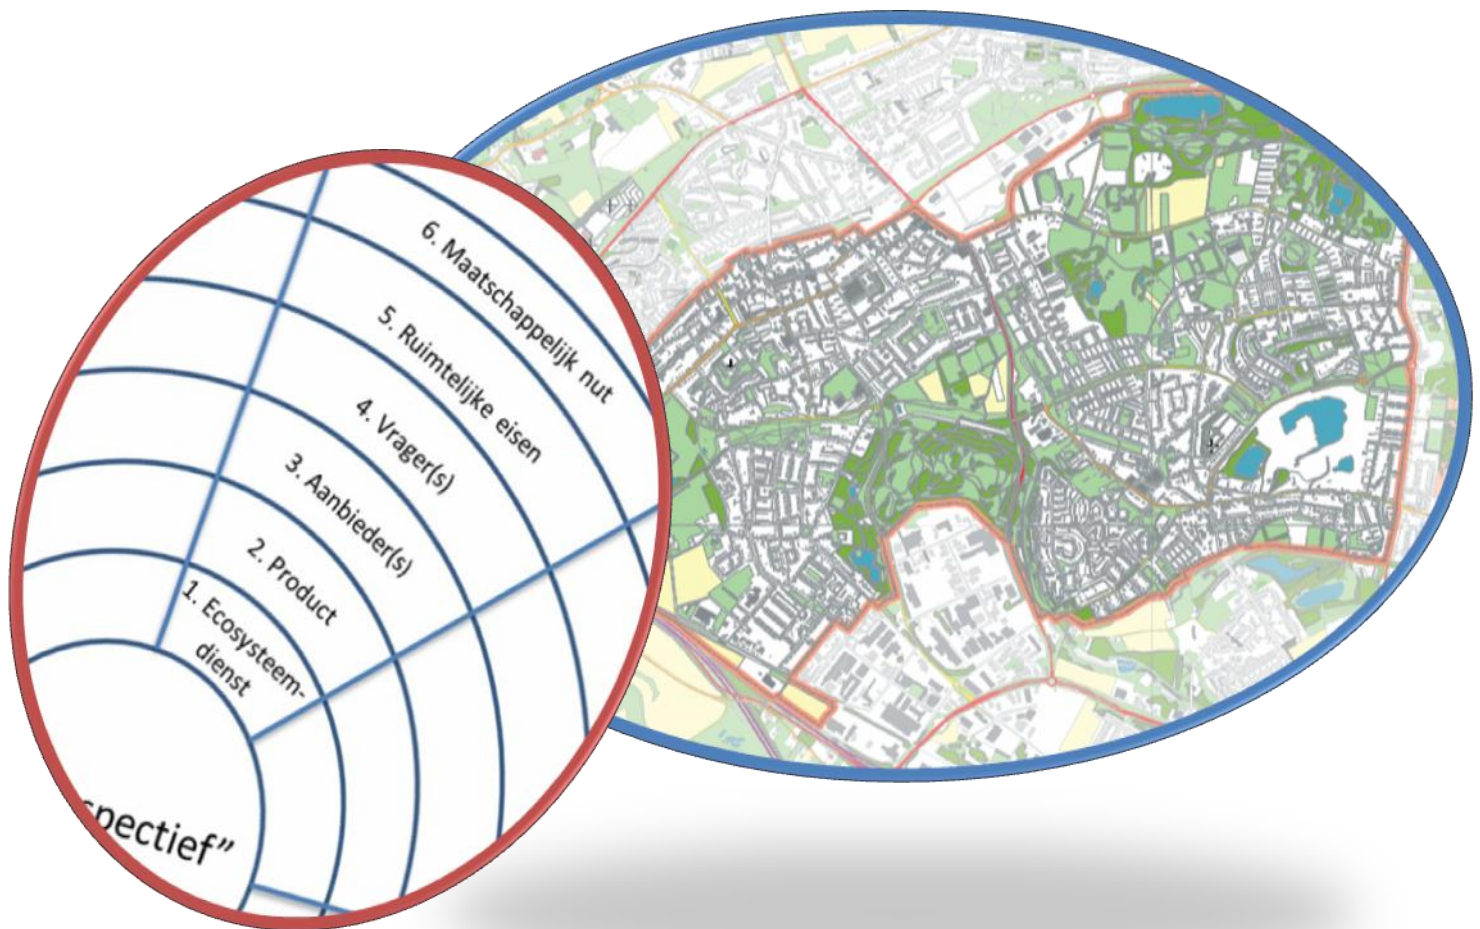 6. Maatschappelijk nut
5. Ruimtelijke eisen
4. Vrager(s)
3. Aanbieder(s)
2. Product
1. Ecosysteem-
dienst
spectief”